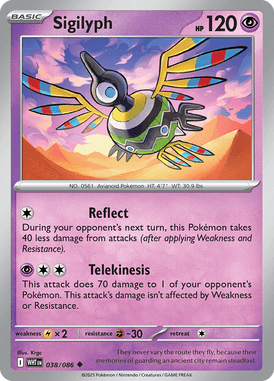 BASIC
Sigilyph
HP 120
NO. 0561 Avianoid Pokémon HT: 4'7" WT: 30.9 lbs
Reflect
During your opponent's next turn, this Pokémon takes
40 less damage from attacks (after applying Weakness
and Resistance).
Telekinesis
This attack does 70 damage to 1 of your opponent's
Pokémon. This attack's damage isn't affected by Weakness
or Resistance.
weakness ×2 resistance -30 retreat
Illus. Krgc
WHT EN 038/086
They never vary the route they fly, because their
memories of guarding an ancient city remain steadfast.
©2025 Pokémon / Nintendo / Creatures / GAME FREAK